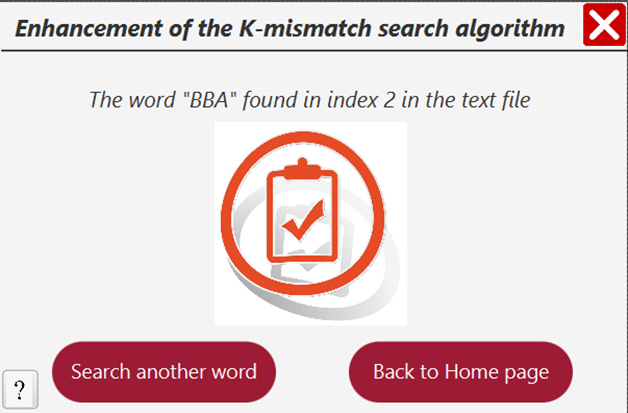 Enhancement of the K-mismatch search algorithm
The word "BBA" found in index 2 in the text file
Search another word
Back to Home page
?